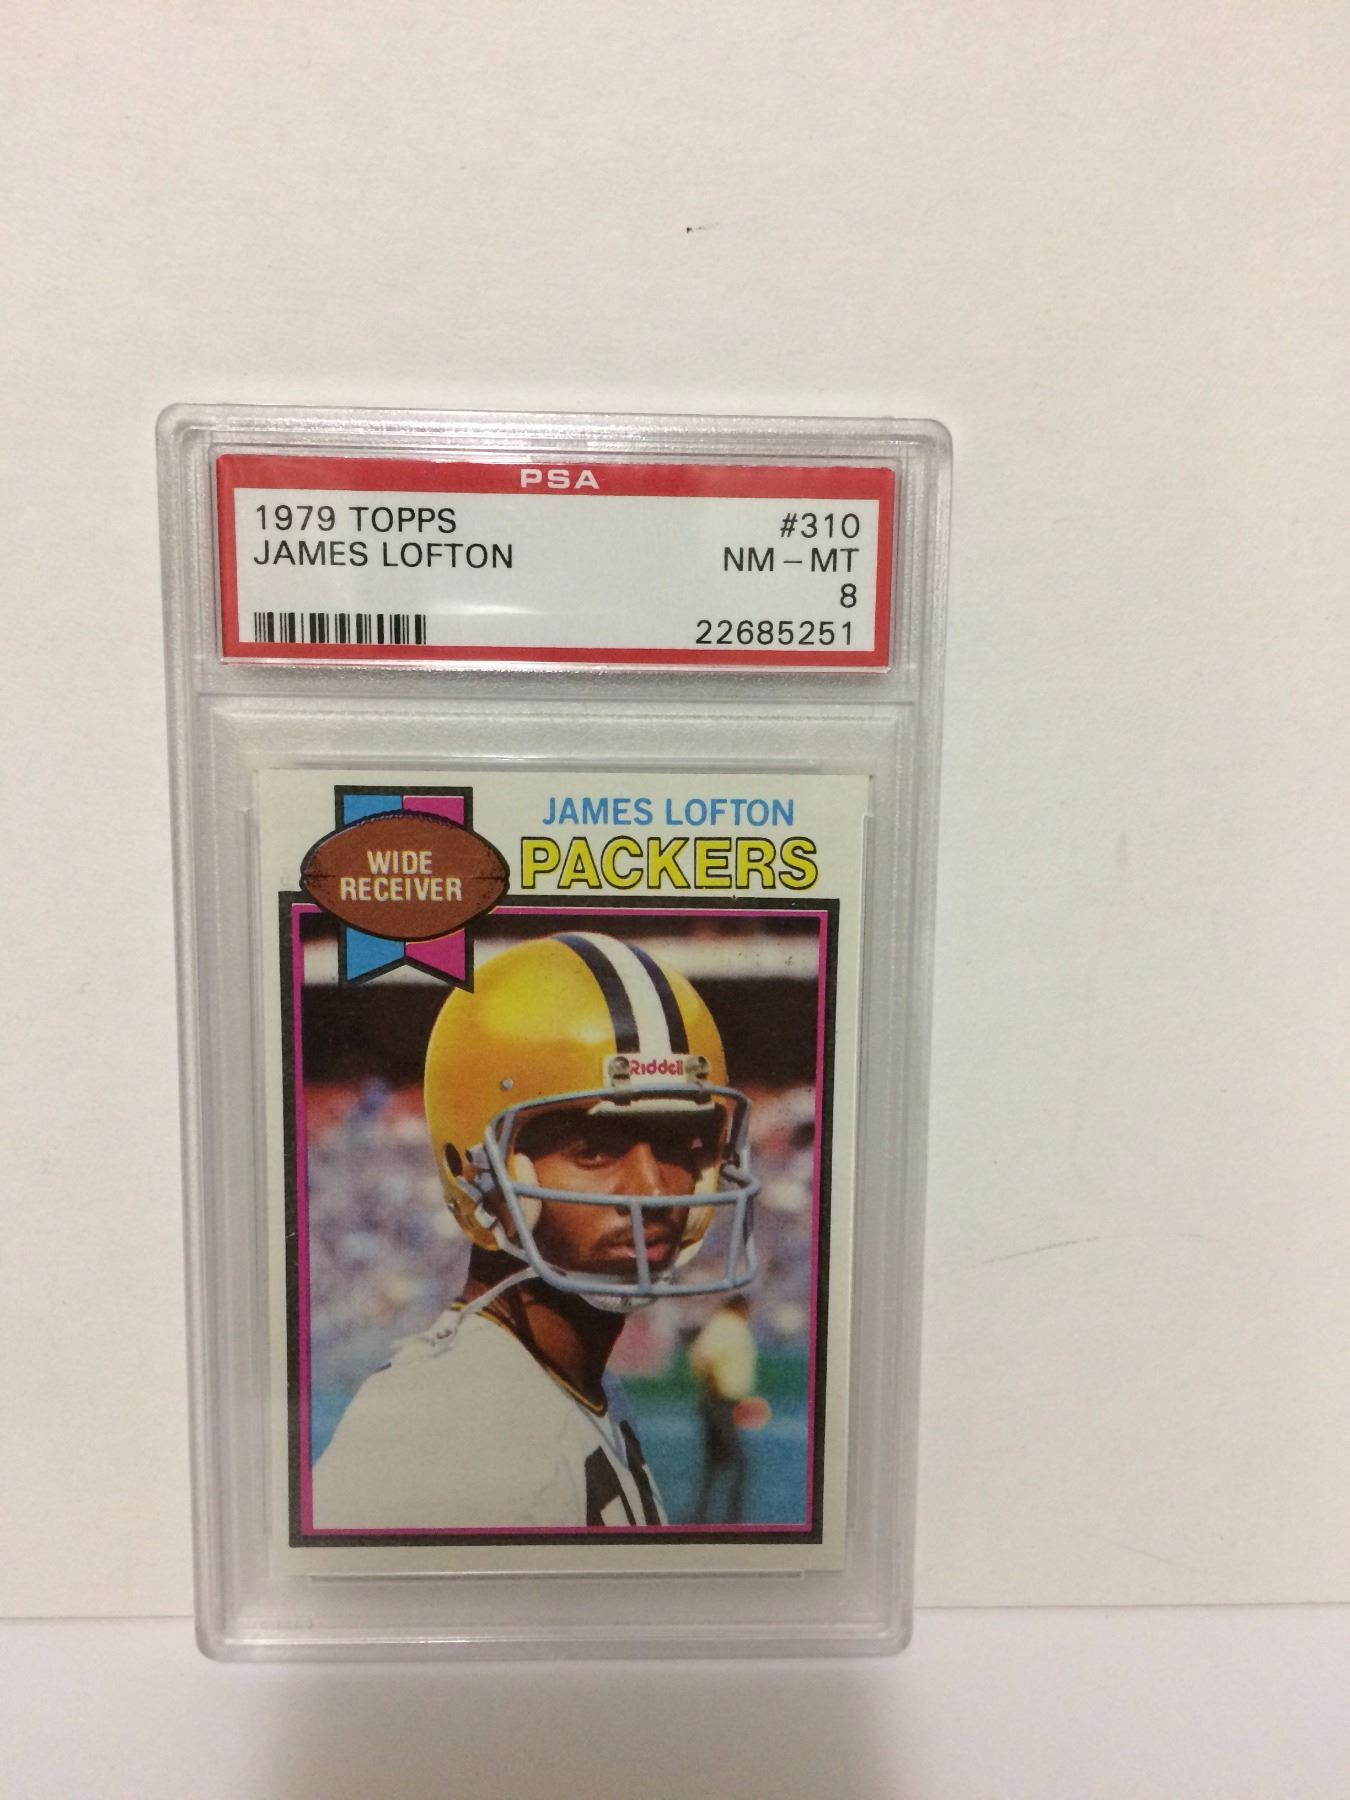 PSA
1979 TOPPS #310
JAMES LOFTON NM-MT
8
22685251
JAMES LOFTON
PACKERS
WIDE
RECEIVER
Riddell